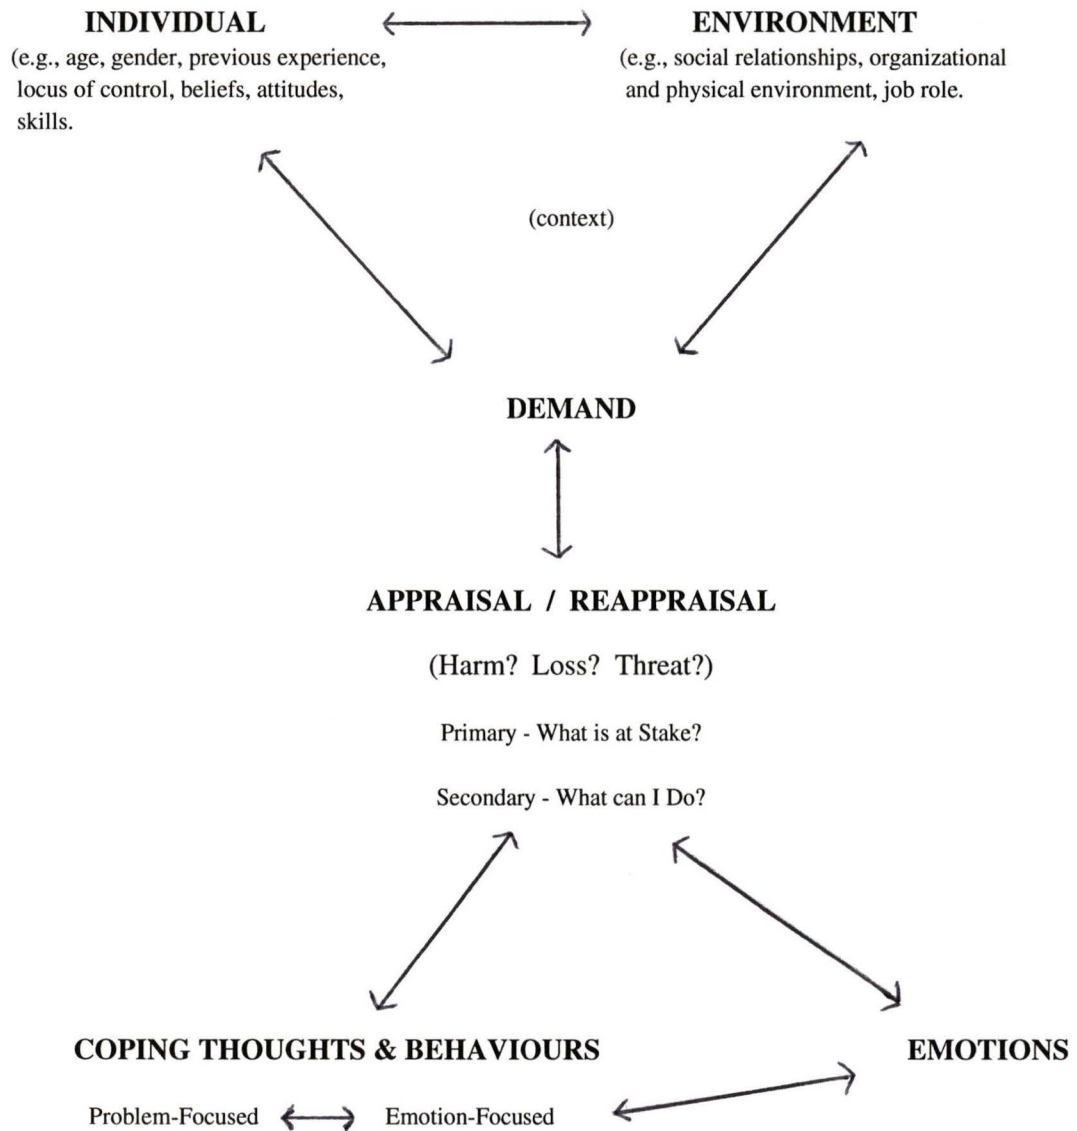 INDIVIDUAL
ENVIRONMENT
(e.g., age, gender, previous experience,
locus of control, beliefs, attitudes,
skills.
(e.g., social relationships, organizational
and physical environment, job role.
(context)
DEMAND
APPRAISAL / REAPPRAISAL
(Harm? Loss? Threat?)
Primary - What is at Stake?
Secondary - What can I Do?
COPING THOUGHTS & BEHAVIOURS
EMOTIONS
Problem-Focused
Emotion-Focused